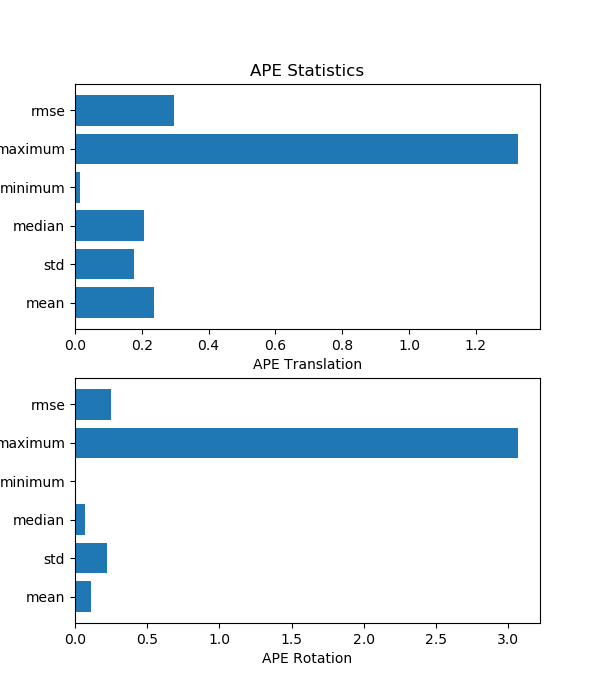 APE Statistics
rmse
maximum
minimum
median
std
mean
0.0 0.2 0.4 0.6 0.8 1.0 1.2
APE Translation
rmse
maximum
minimum
median
std
mean
0.0 0.5 1.0 1.5 2.0 2.5 3.0
APE Rotation